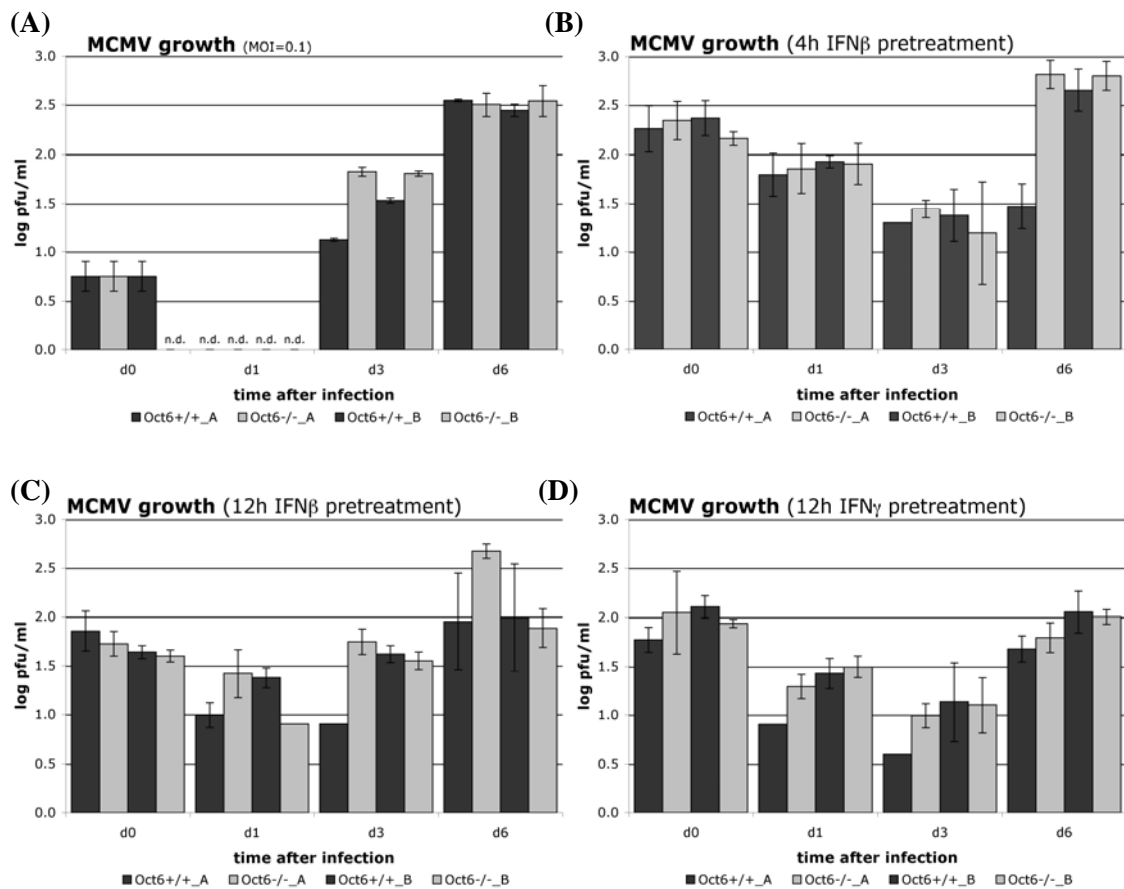 (A)
MCMV growth (MOI=0.1)
log pfu/ml
3.0
2.5
2.0
1.5
1.0
0.5
0.0
n.d. n.d. n.d. n.d. n.d.
d0 d1 d3 d6
time after infection
Oct6+/+_A Oct6-/-_A Oct6+/+_B Oct6-/-_B
(B)
MCMV growth (4h IFNβ pretreatment)
log pfu/ml
3.0
2.5
2.0
1.5
1.0
0.5
0.0
d0 d1 d3 d6
time after infection
Oct6+/+_A Oct6-/-_A Oct6+/+_B Oct6-/-_B
(C)
MCMV growth (12h IFNβ pretreatment)
log pfu/ml
3.0
2.5
2.0
1.5
1.0
0.5
0.0
d0 d1 d3 d6
time after infection
Oct6+/+_A Oct6-/-_A Oct6+/+_B Oct6-/-_B
(D)
MCMV growth (12h IFNγ pretreatment)
log pfu/ml
3.0
2.5
2.0
1.5
1.0
0.5
0.0
d0 d1 d3 d6
time after infection
Oct6+/+_A Oct6-/-_A Oct6+/+_B Oct6-/-_B